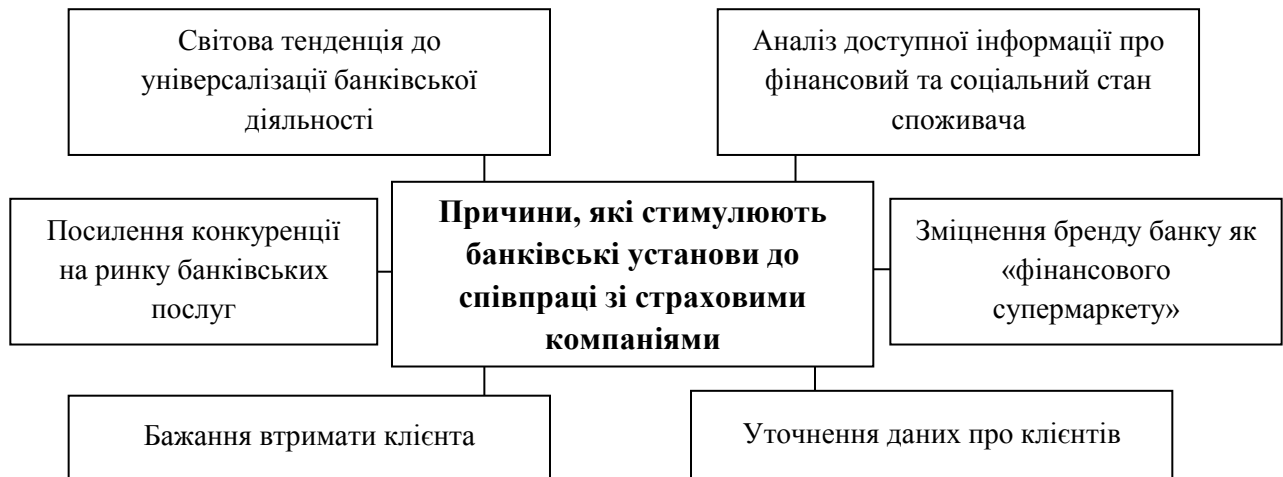 Світова тенденція до
універсалізації банківської
діяльності
Аналіз доступної інформації про
фінансовий та соціальний стан
споживача
Посилення конкуренції
на ринку банківських
послуг
Причини, які стимулюють
банківські установи до
співпраці зі страховими
компаніями
Зміцнення бренду банку як
«фінансового
супермаркету»
Бажання втримати клієнта
Уточнення даних про клієнтів